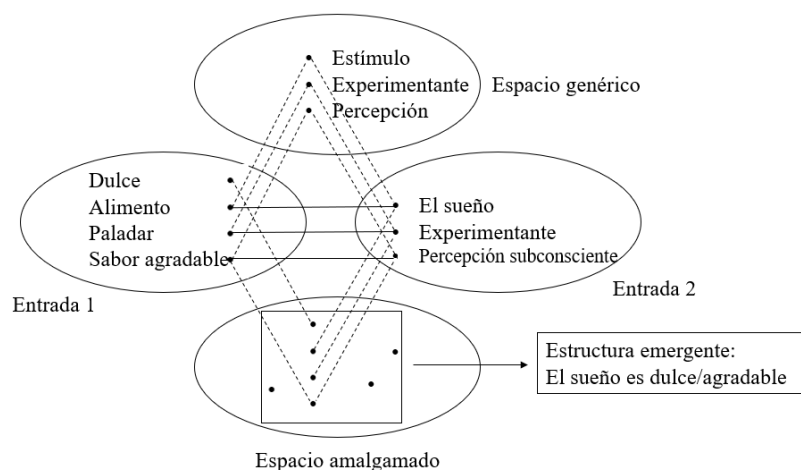 Estímulo
Experimentante
Percepción
Espacio genérico
Dulce
Alimento
Paladar
Sabor agradable
Entrada 1
El sueño
Experimentante
Percepción subconsciente
Entrada 2
Estructura emergente:
El sueño es dulce/agradable
Espacio amalgamado